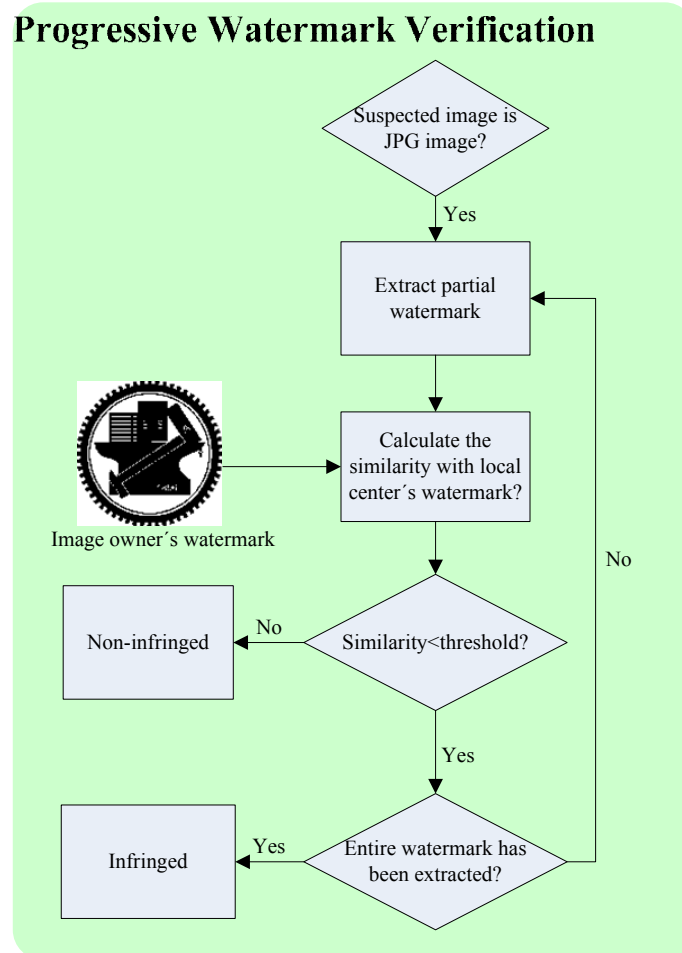 Progressive Watermark Verification
Suspected image is
JPG image?
Yes
Extract partial
watermark
Calculate the
similarity with local
center´s watermark?
Image owner´s watermark
No
Similarity<threshold?
No
Non-infringed
Yes
Entire watermark has
been extracted?
Yes
Infringed